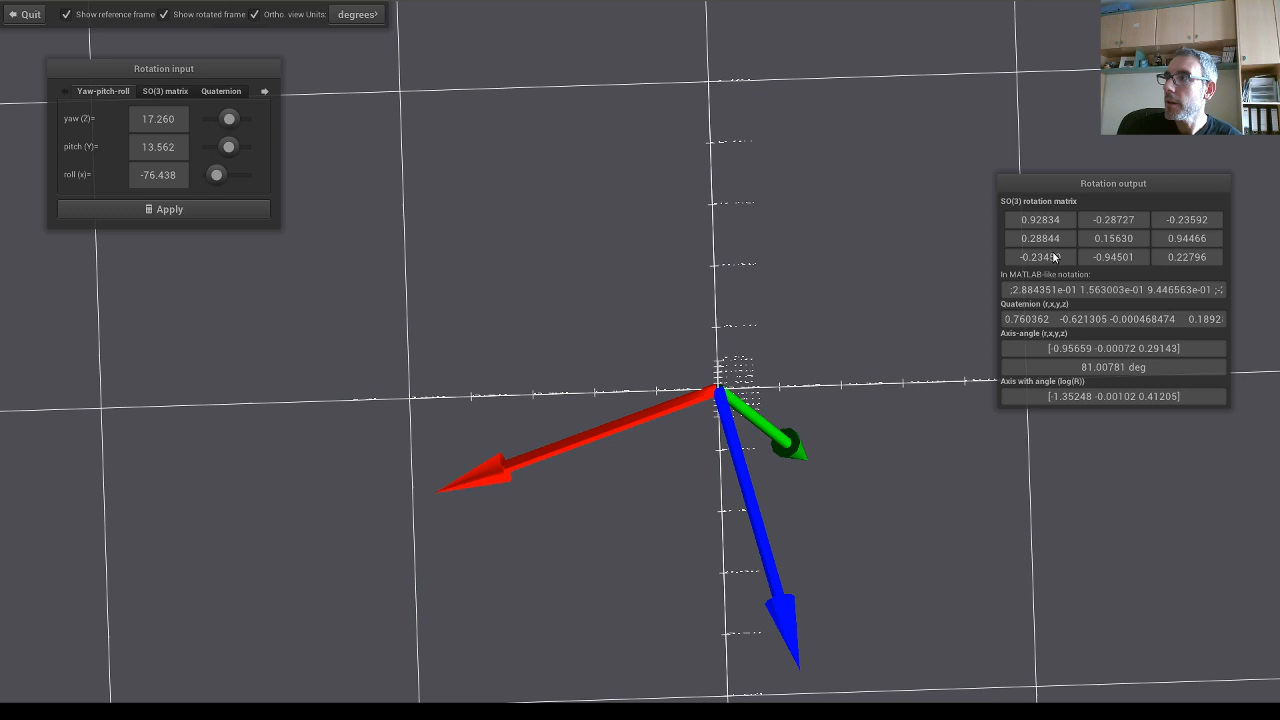 Quit Show reference frame Show rotated frame Ortho. view Units: degrees
Rotation input
Yaw-pitch-roll SO(3) matrix Quaternion
yaw (Z)= 17.260
pitch (Y)= 13.562
roll (x)= -76.438
Apply
Rotation output
SO(3) rotation matrix
0.92834 -0.28727 -0.23592
0.28844 0.15630 0.94466
-0.94501 0.22796
In MATLAB-like notation:
;2.884351e-01 1.563003e-01 9.446563e-01 ;-
Quaternion (r,x,y,z)
0.760362 -0.621305 -0.000468474 0.1892
Axis-angle (r,x,y,z)
[-0.95659 -0.00072 0.29143]
81.00781 deg
Axis with angle (log(R))
[-1.35248 -0.00102 0.41205]